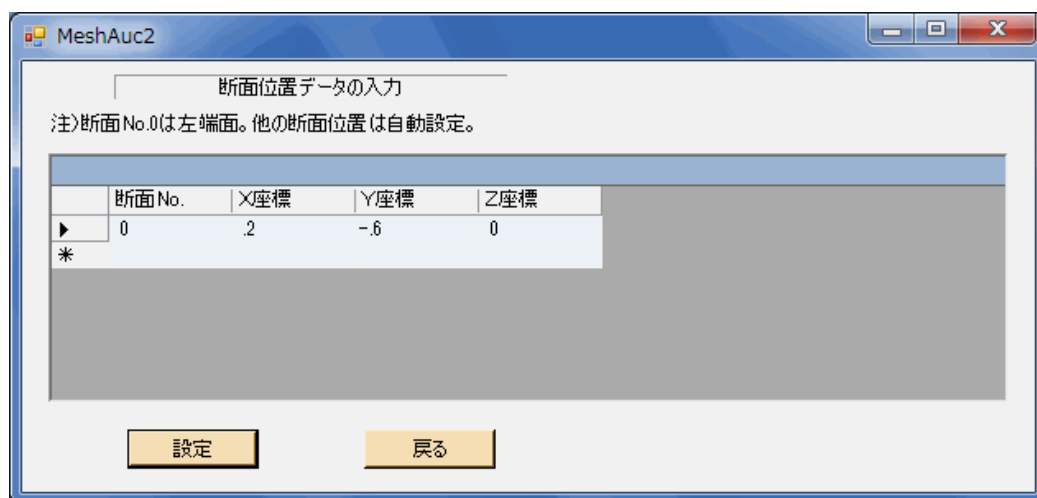 MeshAuc2
断面位置データの入力
注)断面No.0は左端面。他の断面位置は自動設定。
断面No. X座標 Y座標 Z座標
0 .2 -.6 0
設定 戻る